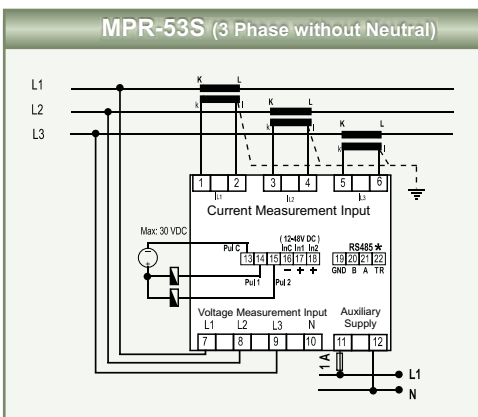 MPR-53S (3 Phase without Neutral)
K L
L1
K L
L2 k l
K L
L3 k l
k l
1 2 3 4 5 6
L1 L2 L3
Current Measurement Input
Max: 30 VDC
(12-48V DC)
Pul C InC In1 In2 RS485 *
13 14 15 16 17 18 19 20 21 22
− + + GND B A TR
Pul 1 Pul 2
Voltage Measurement Input Auxiliary Supply
L1 L2 L3 N
7 8 9 10 11 12
1 A
L1
N